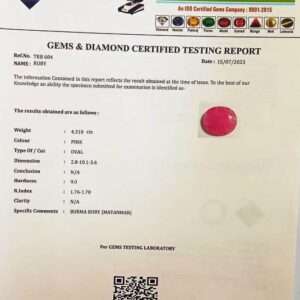 An ISO Certified Gems Company : 9001-2015
GEMS & DIAMOND CERTIFIED TESTING REPORT
Ref.No. : TRB 604
Date : 15/07/2023
NAME : RUBY
The information Contained in this report reflects the result obtained at the time of issue. To the best of our
Knowledge an ability the specimen submitted for examination is identified as-
The results obtained are as follows :
Weight : 4.310 cts
Colour : PINK
Type of/Cut : OVAL
Dimension : 2.8-10.1-3.6
Conclusion : N/A
Hardness : 9.0
R.Index : 1.76-1.78
Clarity : N/A
Specific Comments : BURMA RUBY (MAYANMAR)
For GEMS TESTING LABORATORY